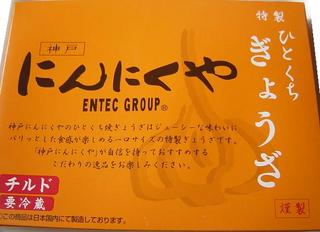 神戸
にんにくや
ENTEC GROUP®
特製
ひとくち
ぎょうざ
神戸にんにくやのひとくち焼ぎょうざはジューシーな味わいに
パリッとした食感が楽しめる一口サイズの特製ぎょうざです。
「神戸にんにくや」が自信を持っておすすめする
こだわりの逸品をお楽しみください。
チルド
要冷蔵
謹製
◎この商品は日本国内にて製造しております。